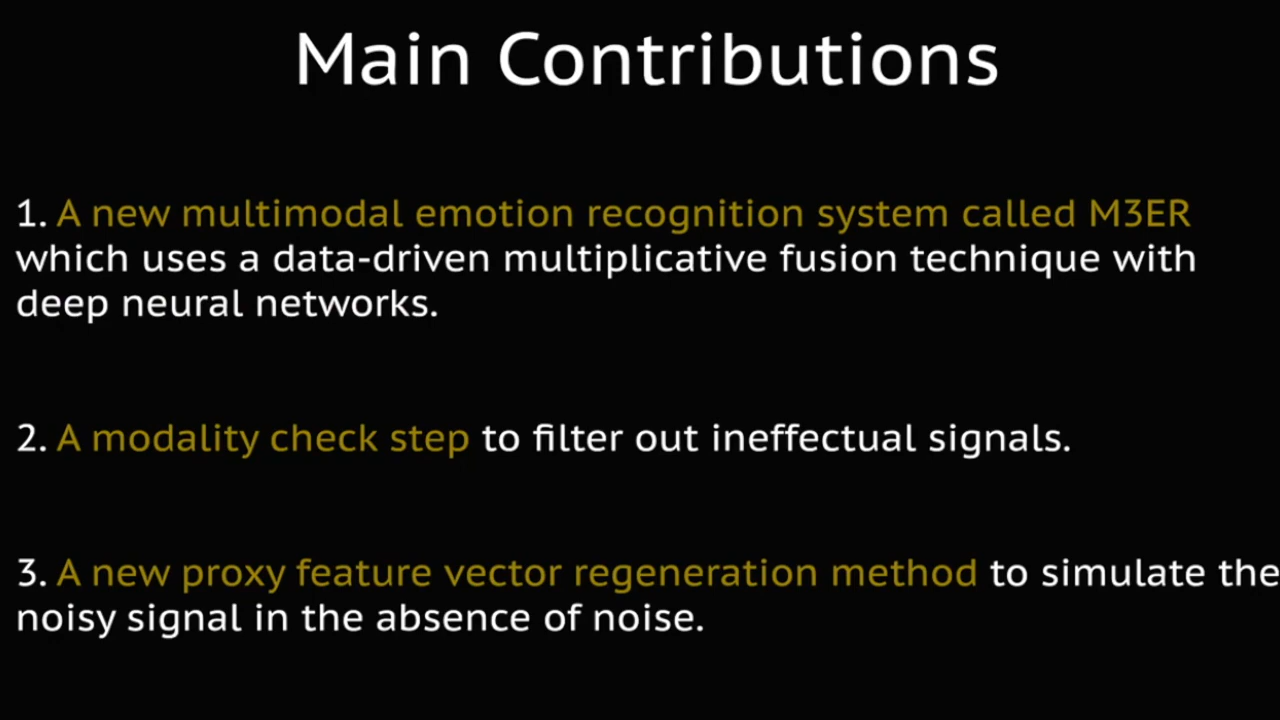 Main Contributions
1. A new multimodal emotion recognition system called M3ER
which uses a data-driven multiplicative fusion technique with
deep neural networks.
2. A modality check step to filter out ineffectual signals.
3. A new proxy feature vector regeneration method to simulate the
noisy signal in the absence of noise.